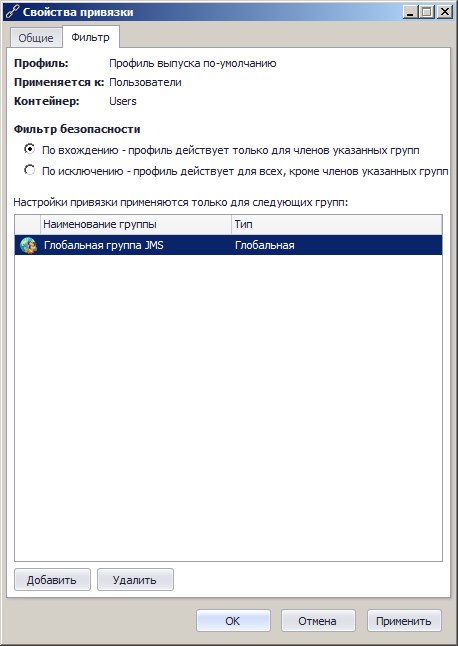 Свойства привязки
Общие
Фильтр
Профиль: Профиль выпуска по-умолчанию
Применяется к: Пользователи
Контейнер: Users
Фильтр безопасности
По вхождению - профиль действует только для членов указанных групп
По исключению - профиль действует для всех, кроме членов указанных групп
Настройки привязки применяются только для следующих групп:
Наименование группы Тип
Глобальная группа JMS Глобальная
Добавить Удалить
OK Отмена Применить